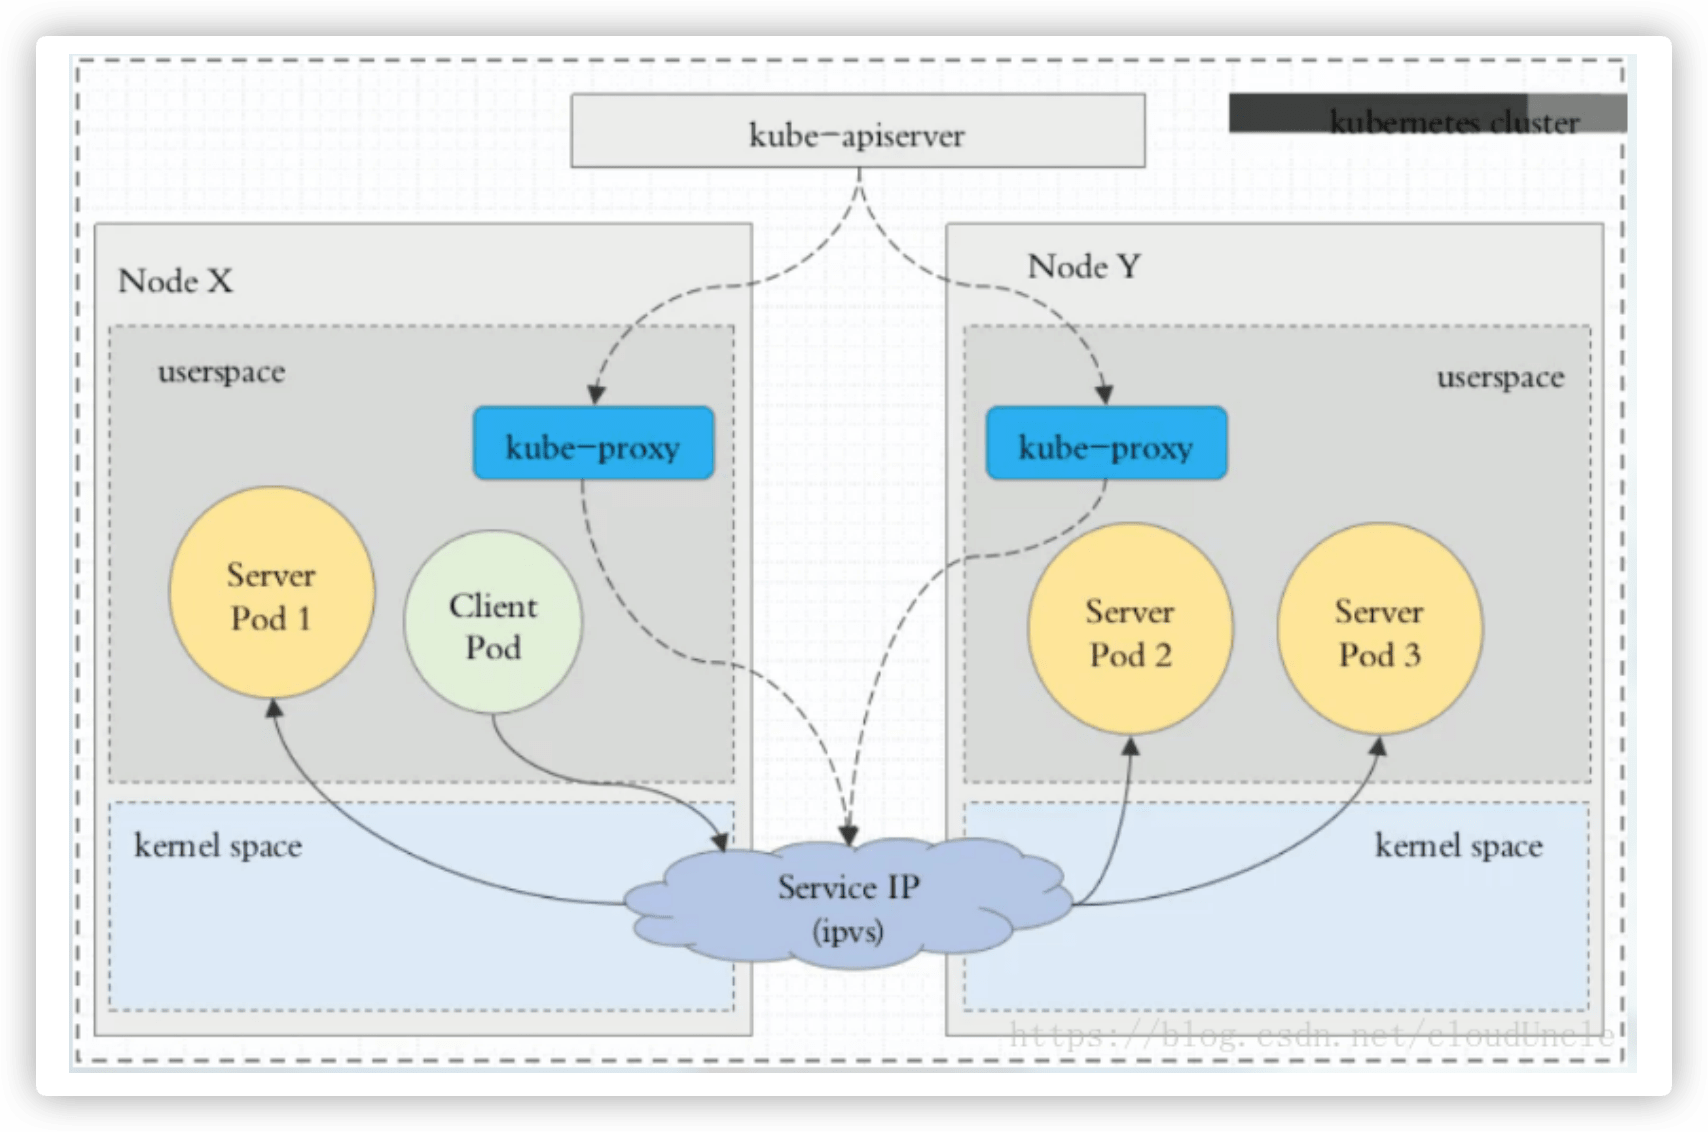 kube-apiserver
kubernetes cluster
Node X
Node Y
userspace
userspace
kube-proxy
kube-proxy
Server
Pod 1
Client
Pod
Server
Pod 2
Server
Pod 3
kernel space
kernel space
Service IP
(ipvs)
https://blog.csdn.net/cloudUncle